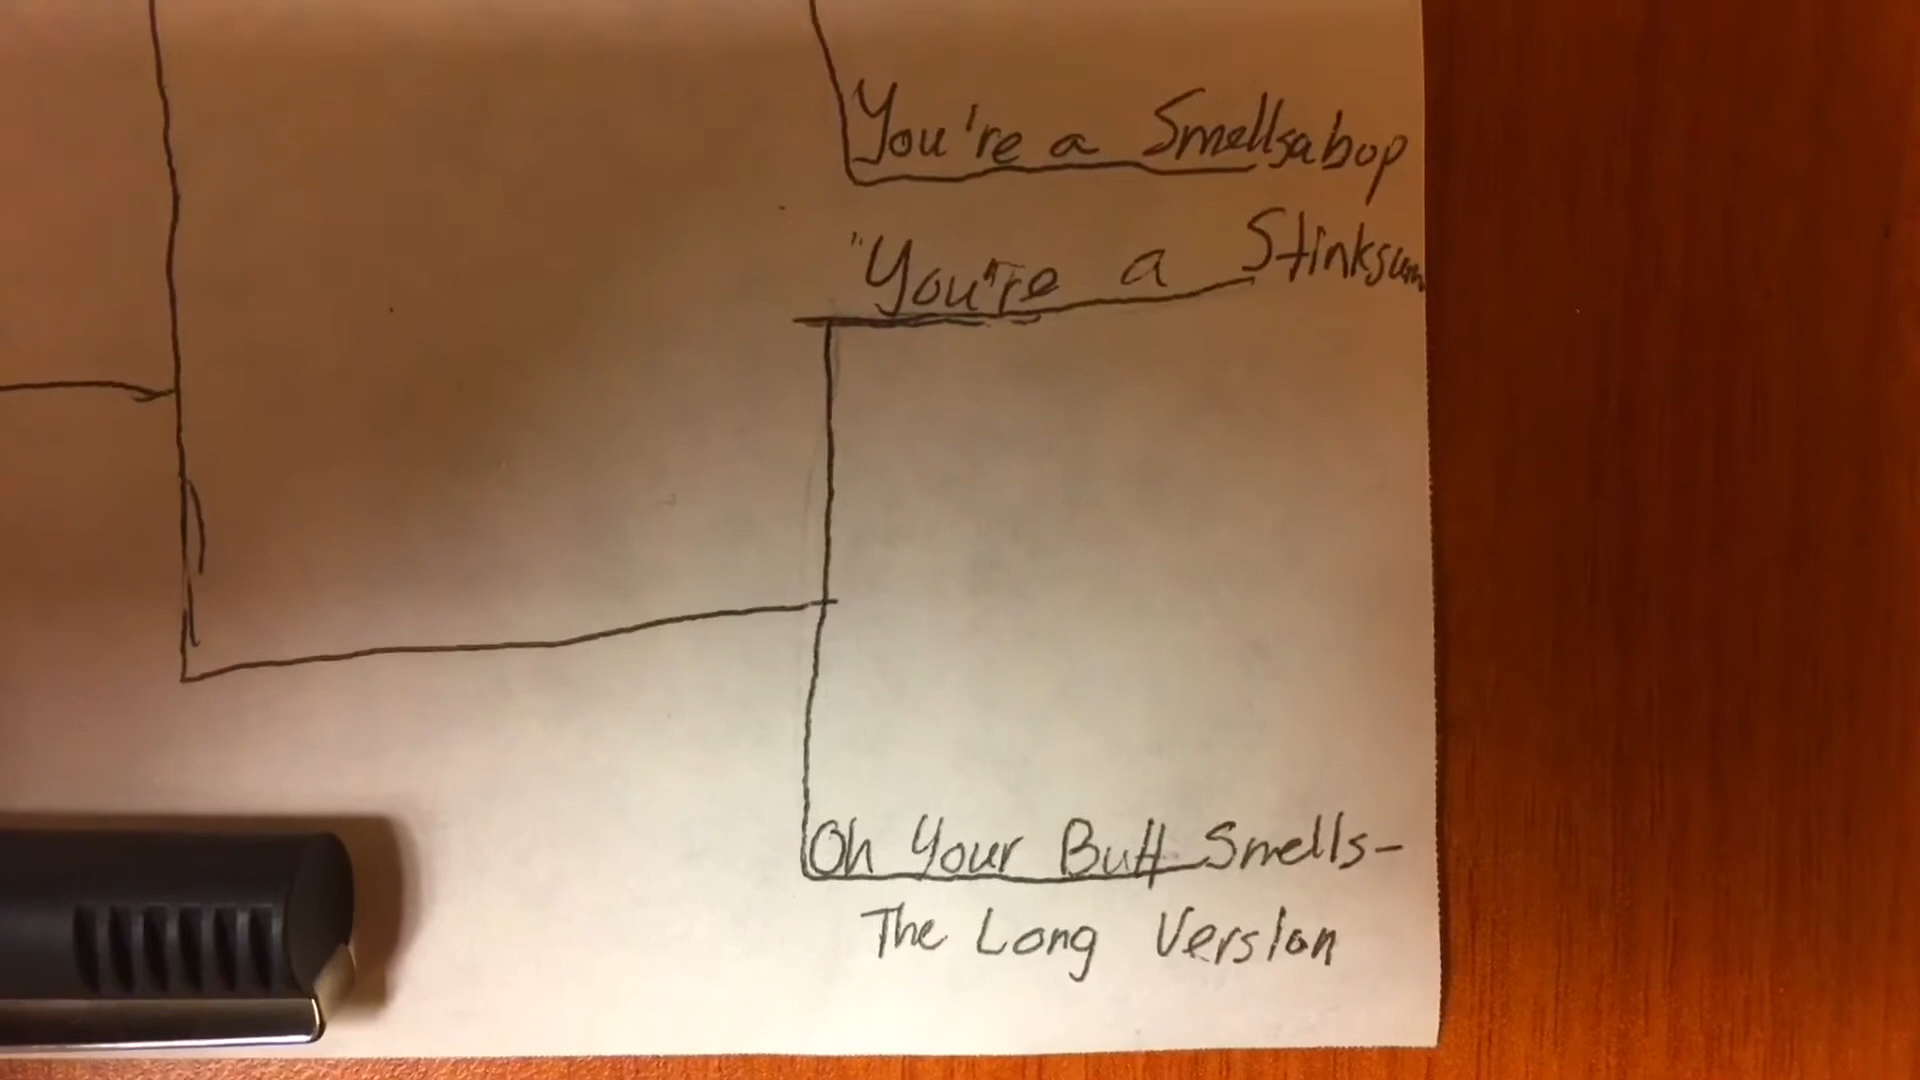 You're a Smellsabop
"You're a Stinksum
Oh Your Butt Smells-
The Long Version